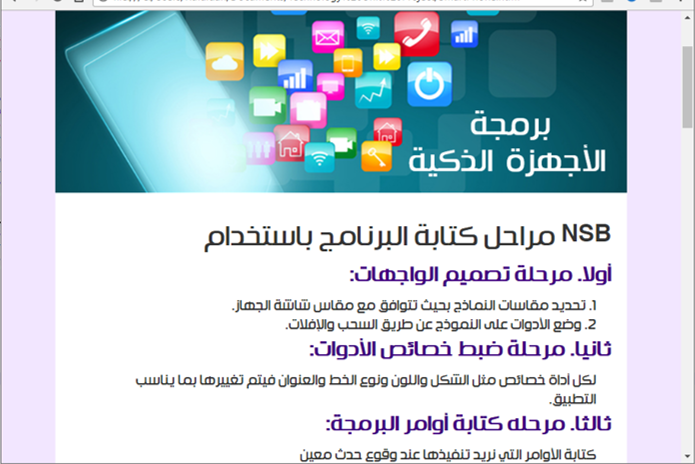 برمجة
الأجهزة الذكية
NSB مراحل كتابة البرنامج باستخدام
أولا. مرحلة تصميم الواجهات:
1. تحديد مقاسات النماذج بحيث تتوافق مع مقاس شاشة الجهاز.
2. وضع الأدوات على النموذج عن طريق السحب والإفلات.
ثانيا. مرحلة ضبط خصائص الأدوات:
لكل أداة خصائص مثل الشكل واللون ونوع الخط والعنوان فيتم تغييرها بما يناسب
التطبيق.
ثالثا. مرحله كتابة أوامر البرمجة:
كتابة الأوامر التي نريد تنفيذها عند وقوع حدث معين